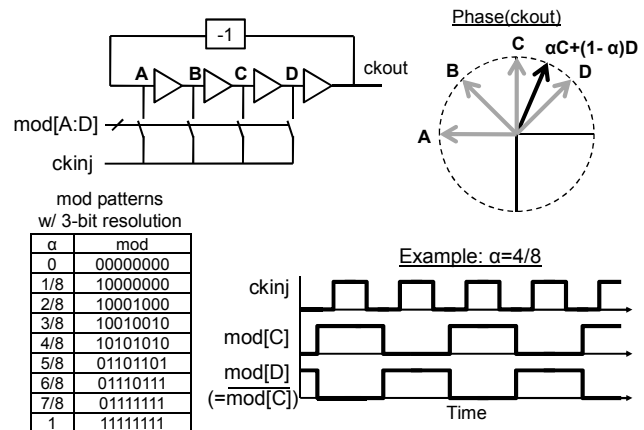 -1
A B C D
ckout
mod[A:D]
ckinj
Phase(ckout)
C αC+(1- α)D
B D
A
mod patterns
w/ 3-bit resolution
α mod
0 00000000
1/8 10000000
2/8 10001000
3/8 10010010
4/8 10101010
5/8 01101101
6/8 01110111
7/8 01111111
1 11111111
Example: α=4/8
ckinj
mod[C]
mod[D]
(=mod[C])
Time